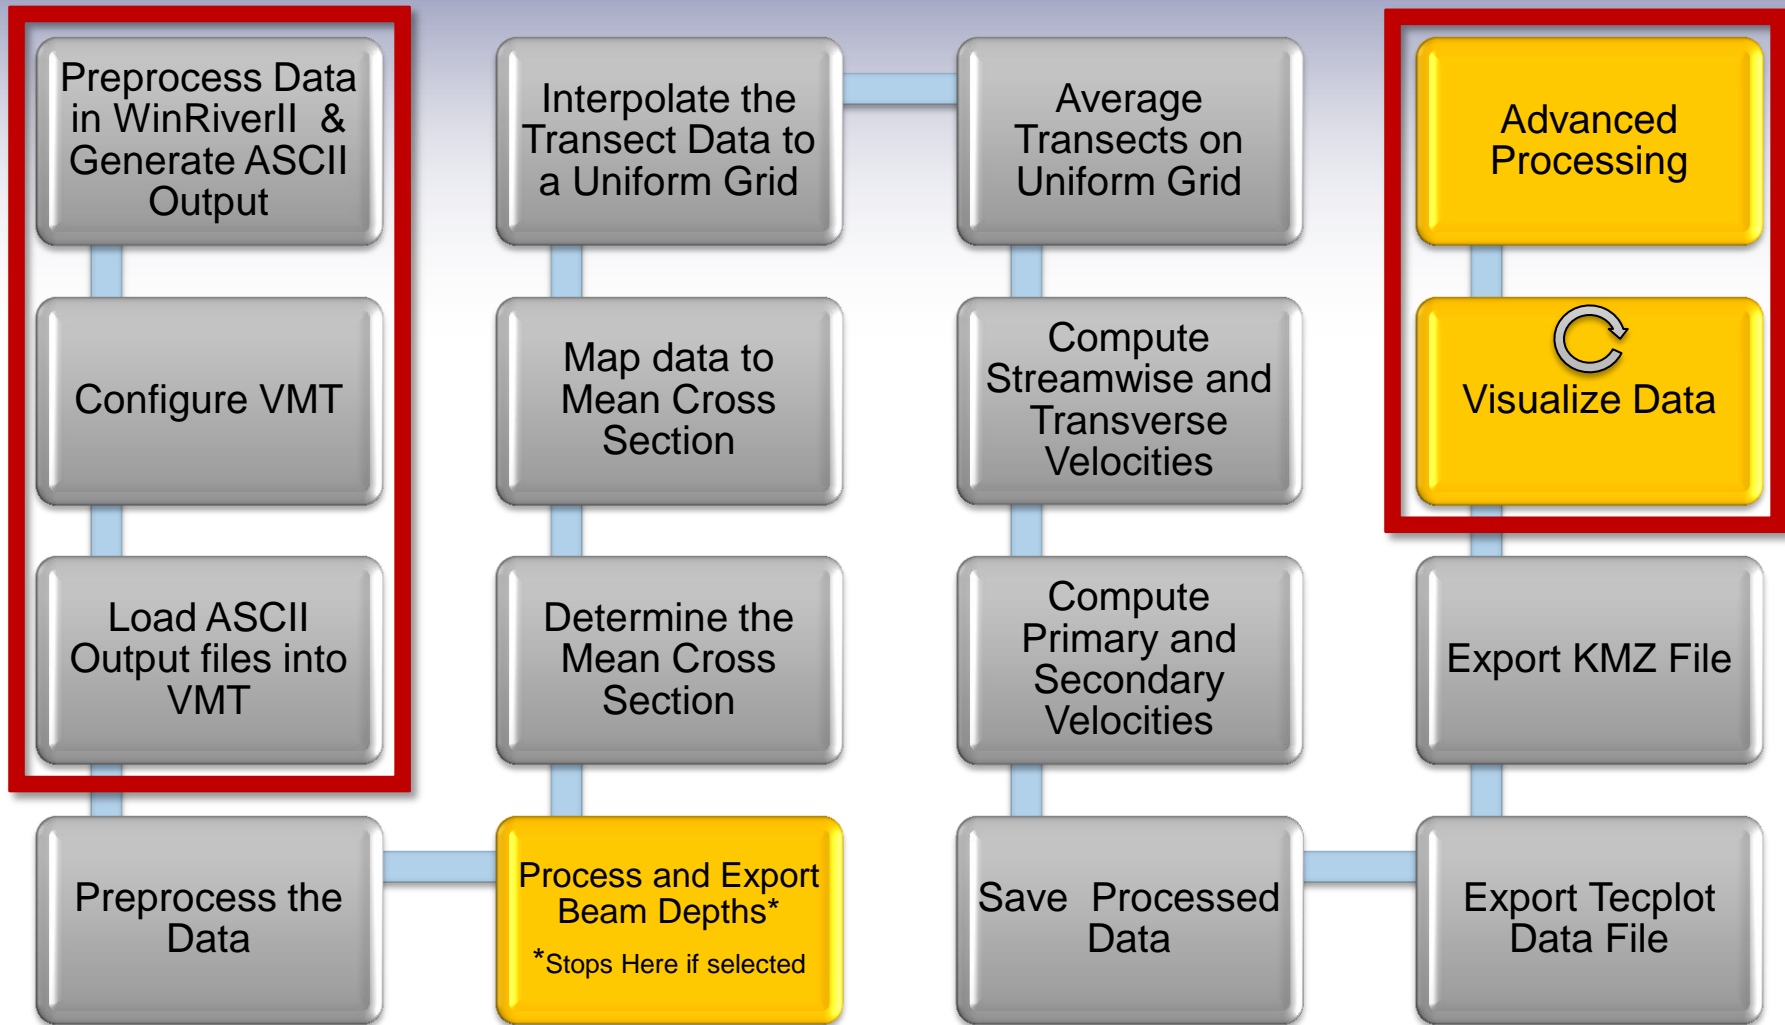 Preprocess Data
in WinRiverII  &
Generate ASCII
Output
Configure VMT
Load ASCII
Output files into
VMT
Preprocess the
Data
Process and Export
Beam Depths*
*Stops Here if selected
Determine the
Mean Cross
Section
Map data to
Mean Cross
Section
Interpolate the
Transect Data to
a Uniform Grid
Average
Transects on
Uniform Grid
Compute
Streamwise and
Transverse
Velocities
Compute
Primary and
Secondary
Velocities
Save  Processed
Data
Export Tecplot
Data File
Export KMZ File
Visualize Data
Advanced
Processing